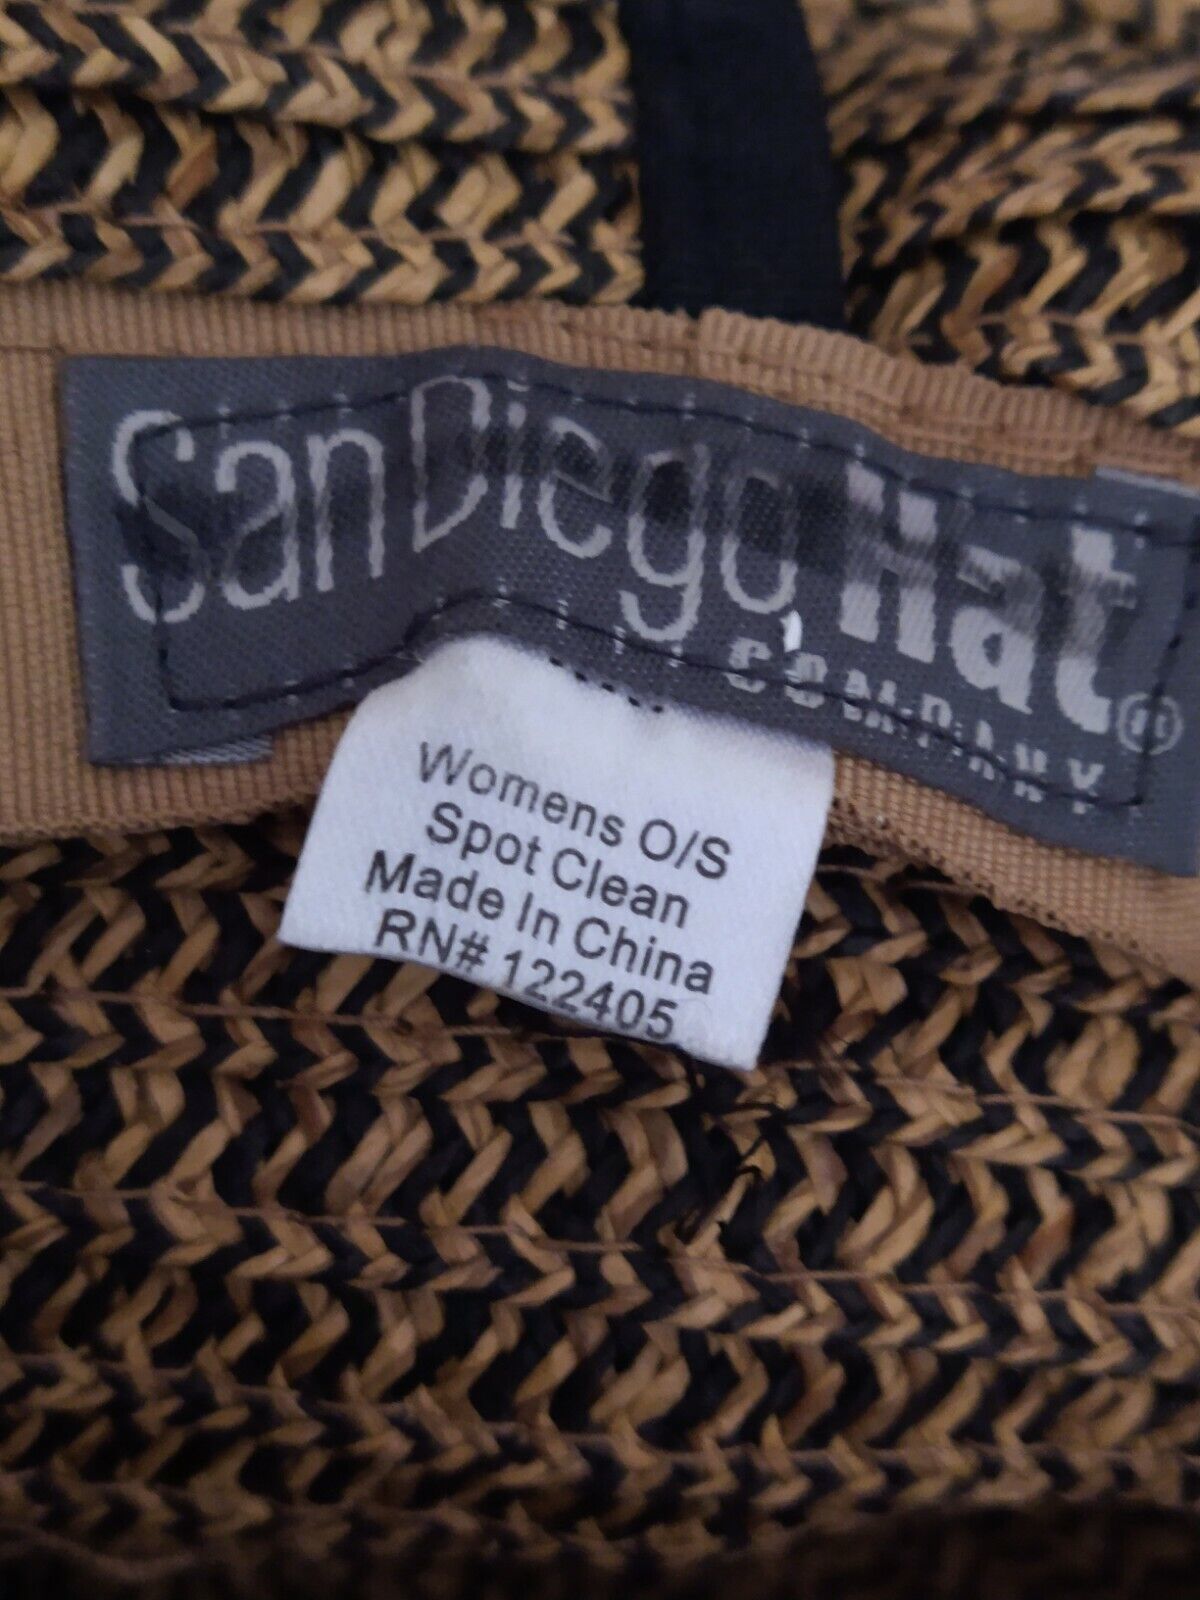 San Diego Hat
COMPANY®
Womens O/S
Spot Clean
Made In China
RN# 122405